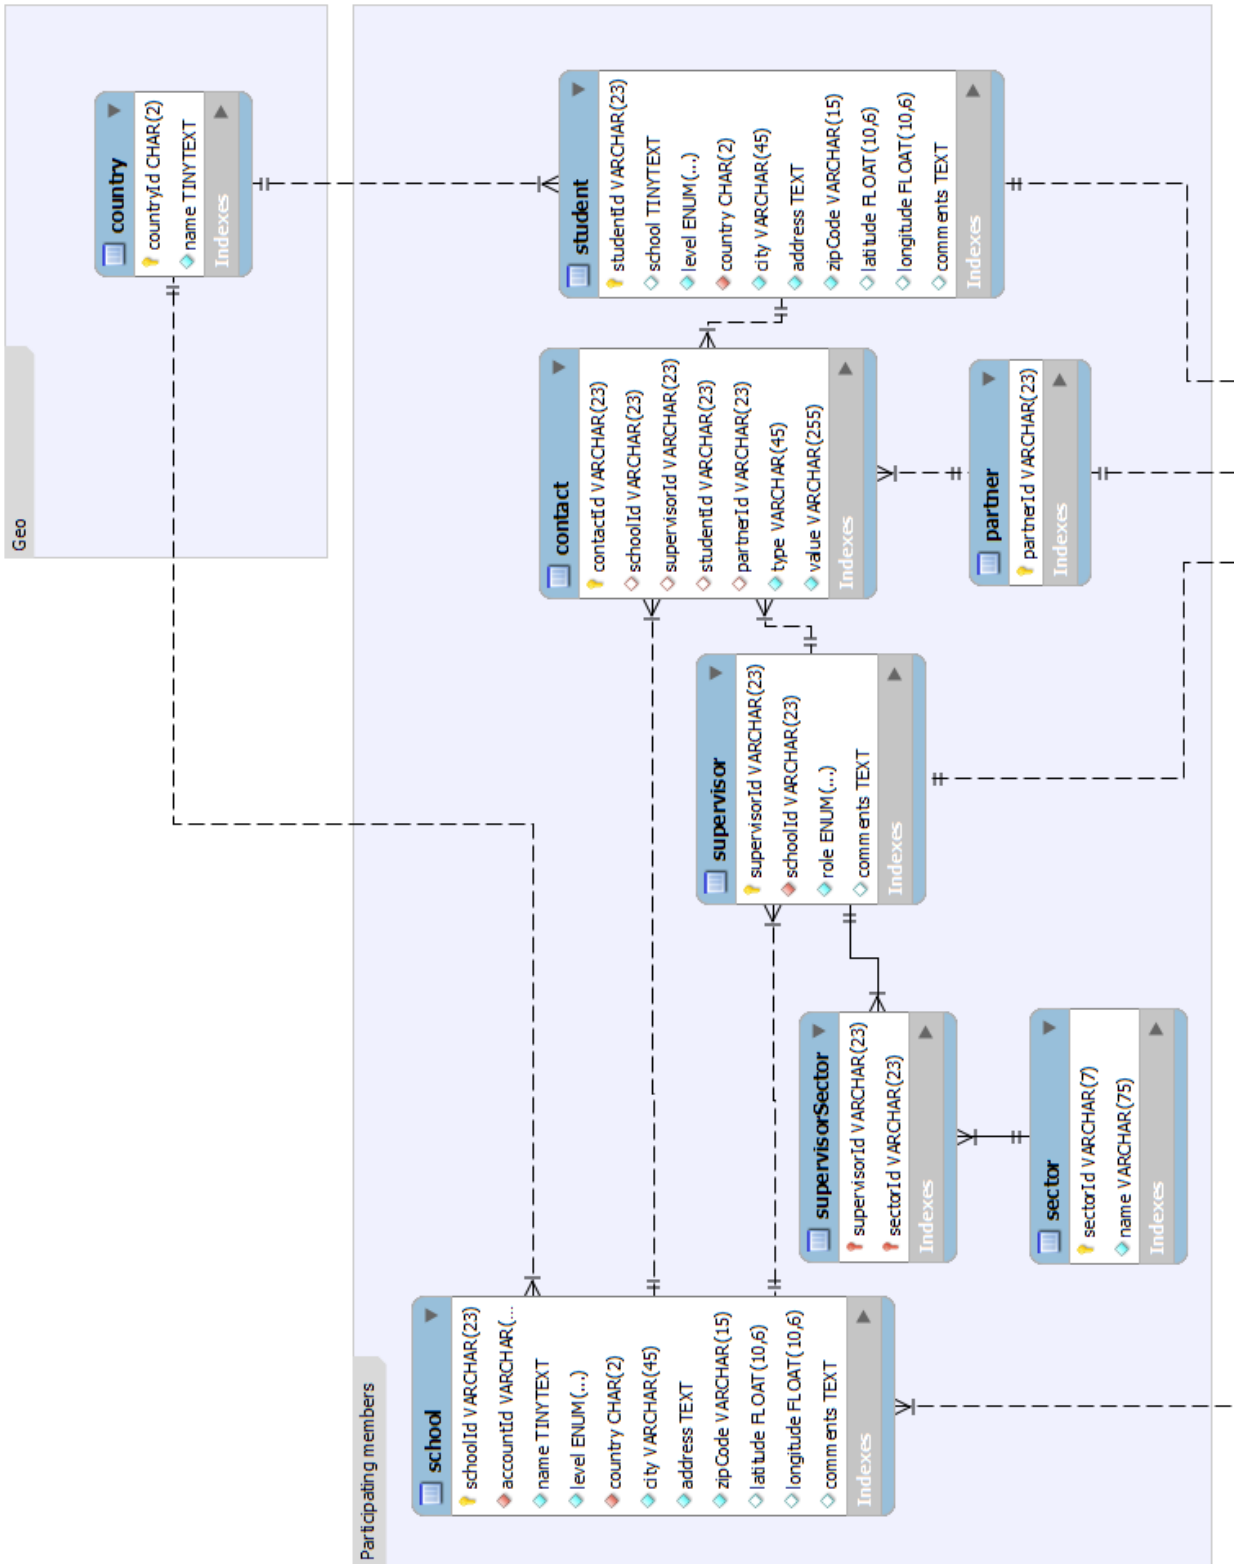 Geo
country
countryId CHAR(2)
name TINYTEXT
Indexes
Participating members
school
schoolId VARCHAR(23)
accountId VARCHAR(...
name TINYTEXT
level ENUM(...)
country CHAR(2)
city VARCHAR(45)
address TEXT
zipCode VARCHAR(15)
latitude FLOAT(10,6)
longitude FLOAT(10,6)
comments TEXT
Indexes
supervisorSector
supervisorId VARCHAR(23)
sectorId VARCHAR(23)
Indexes
sector
sectorId VARCHAR(7)
name VARCHAR(75)
Indexes
supervisor
supervisorId VARCHAR(23)
schoolId VARCHAR(23)
role ENUM(...)
comments TEXT
Indexes
contact
contactId VARCHAR(23)
schoolId VARCHAR(23)
supervisorId VARCHAR(23)
studentId VARCHAR(23)
partnerId VARCHAR(23)
type VARCHAR(45)
value VARCHAR(255)
Indexes
partner
partnerId VARCHAR(23)
Indexes
student
studentId VARCHAR(23)
school TINYTEXT
level ENUM(...)
country CHAR(2)
city VARCHAR(45)
address TEXT
zipCode VARCHAR(15)
latitude FLOAT(10,6)
longitude FLOAT(10,6)
comments TEXT
Indexes